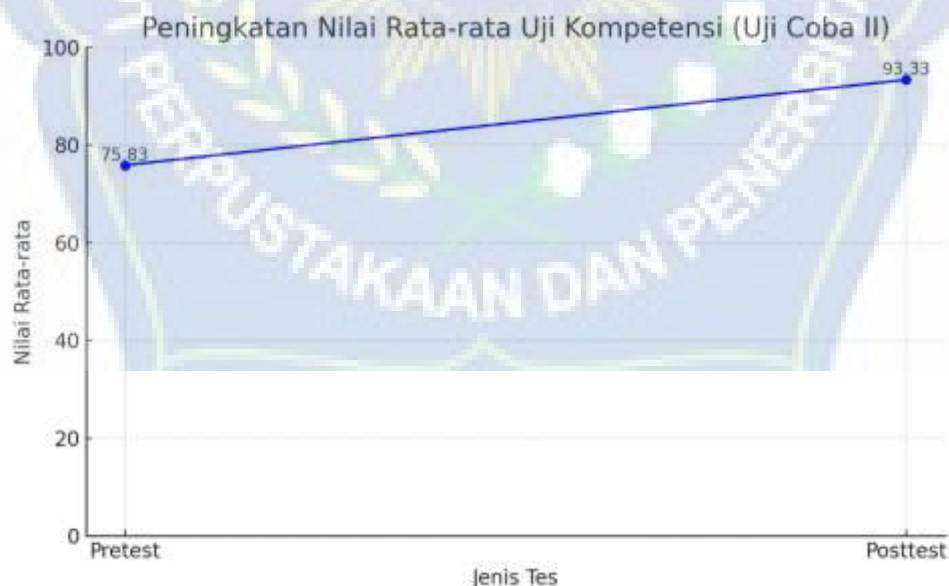 Peningkatan Nilai Rata-rata Uji Kompetensi (Uji Coba II)
100
93,33
80
75,83
60
40
20
0
Nilai Rata-rata
Pretest
Posttest
Jenis Tes
PERPUSTAKAAN DAN PENERBIT